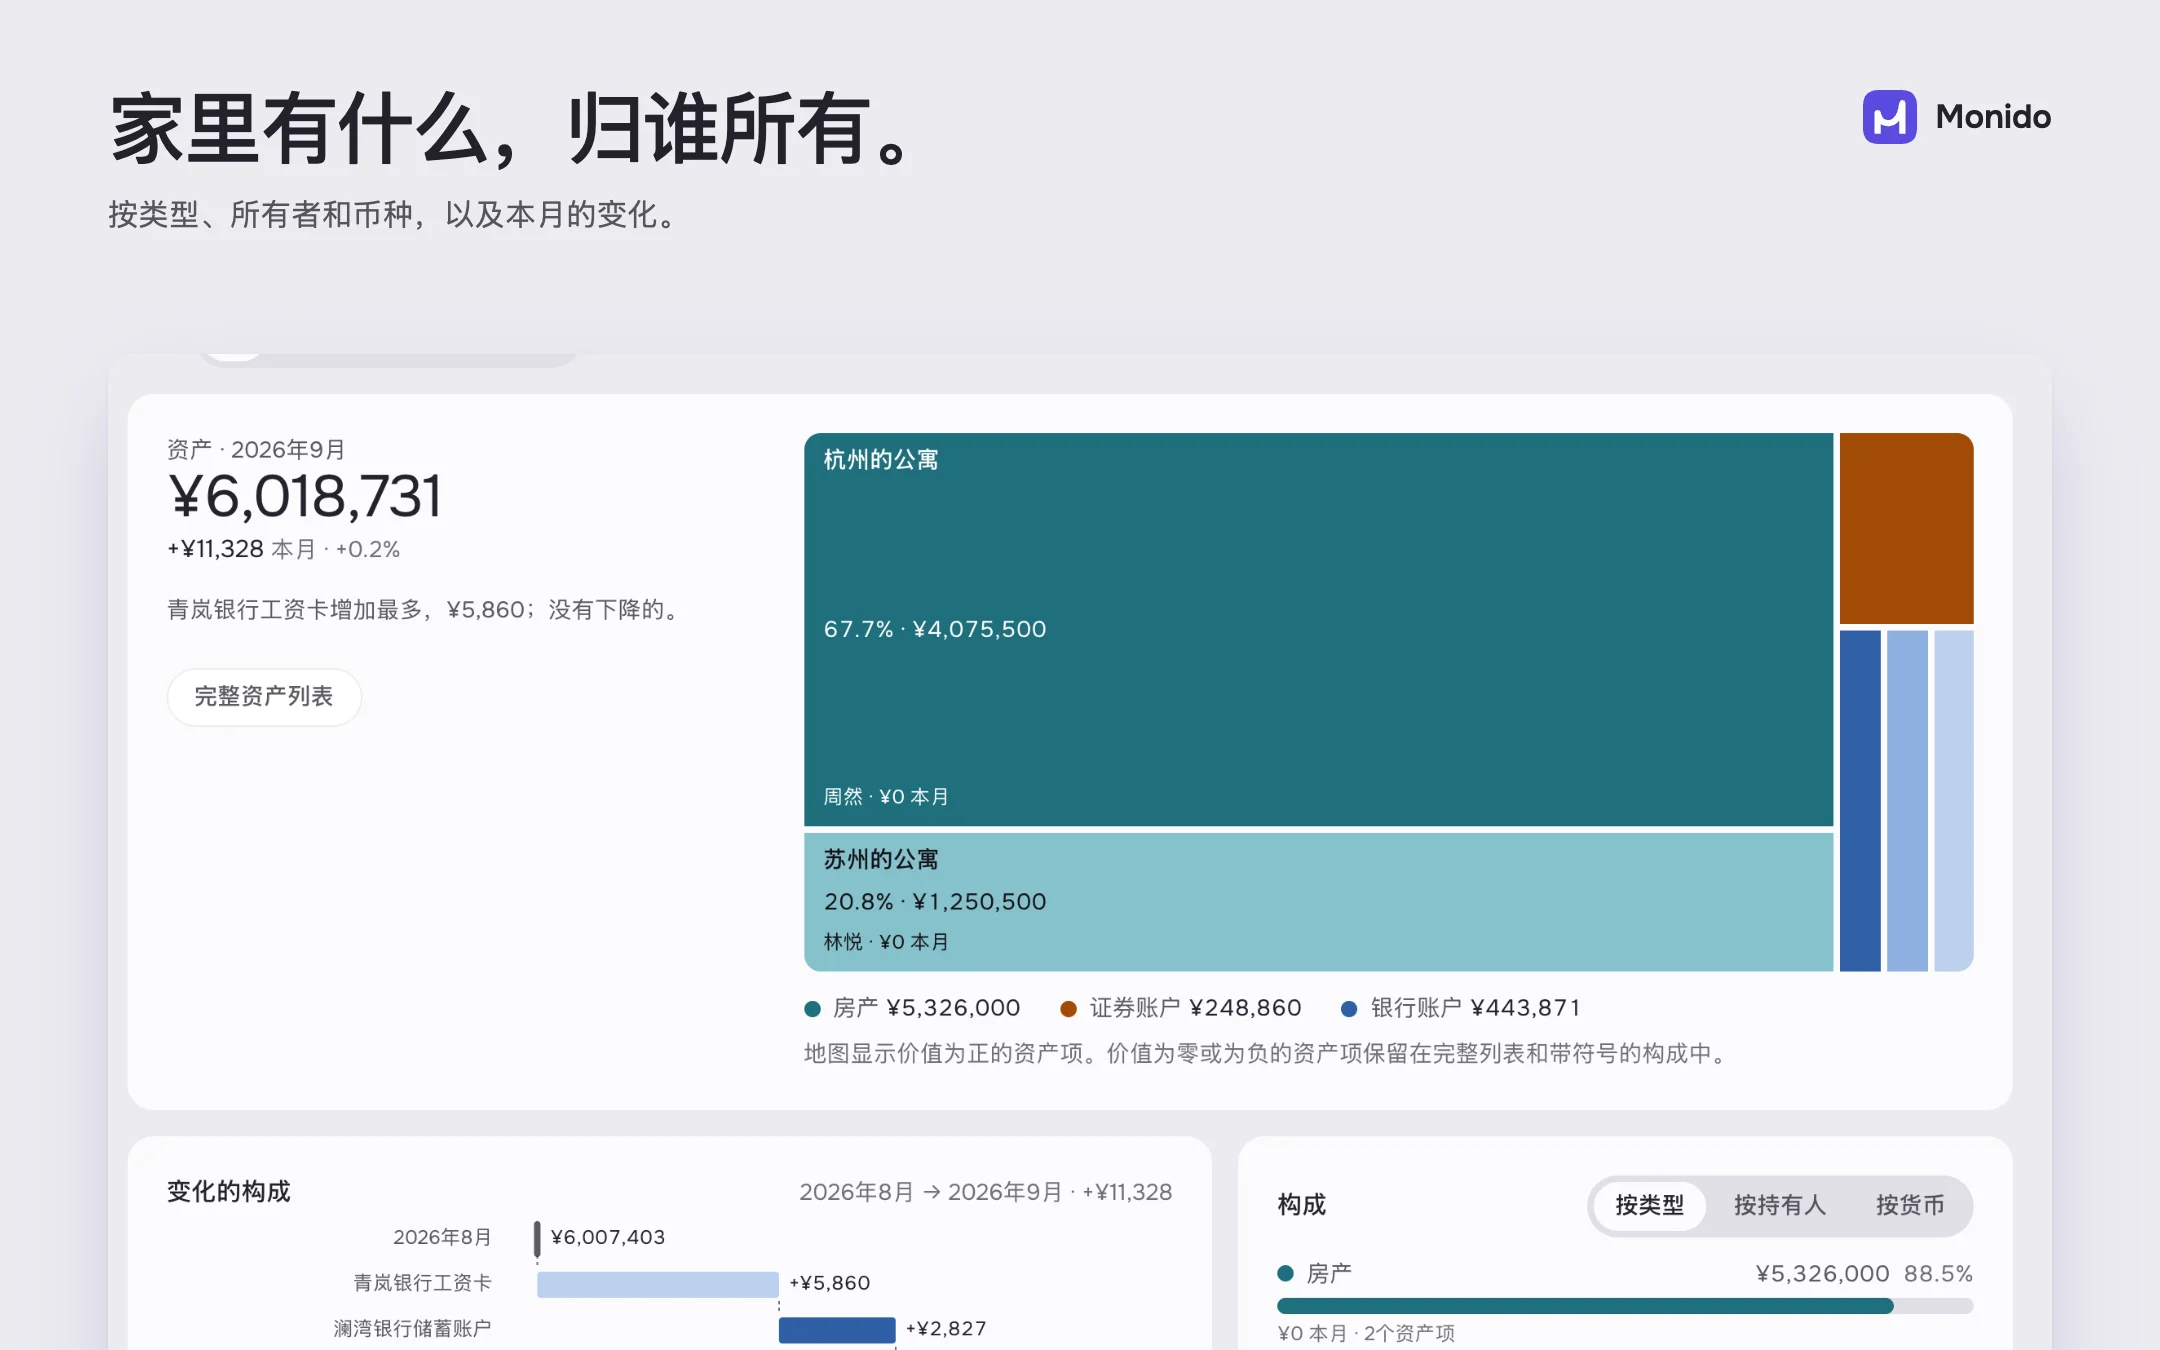 家里有什么，归谁所有。
Monido
按类型、所有者和币种，以及本月的变化。
资产 · 2026年9月
¥6,018,731
+¥11,328 本月 · +0.2%
青岚银行工资卡增加最多，¥5,860；没有下降的。
完整资产列表
杭州的公寓
67.7% · ¥4,075,500
周然 · ¥0 本月
苏州的公寓
20.8% · ¥1,250,500
林悦 · ¥0 本月
房产 ¥5,326,000 证券账户 ¥248,860 银行账户 ¥443,871
地图显示价值为正的资产项。价值为零或为负的资产项保留在完整列表和带符号的构成中。
变化的构成
2026年8月 → 2026年9月 · +¥11,328
2026年8月 ¥6,007,403
青岚银行工资卡 +¥5,860
澜湾银行储蓄账户 +¥2,827
构成
按类型 按持有人 按货币
房产 ¥5,326,000 88.5%
¥0 本月 · 2个资产项